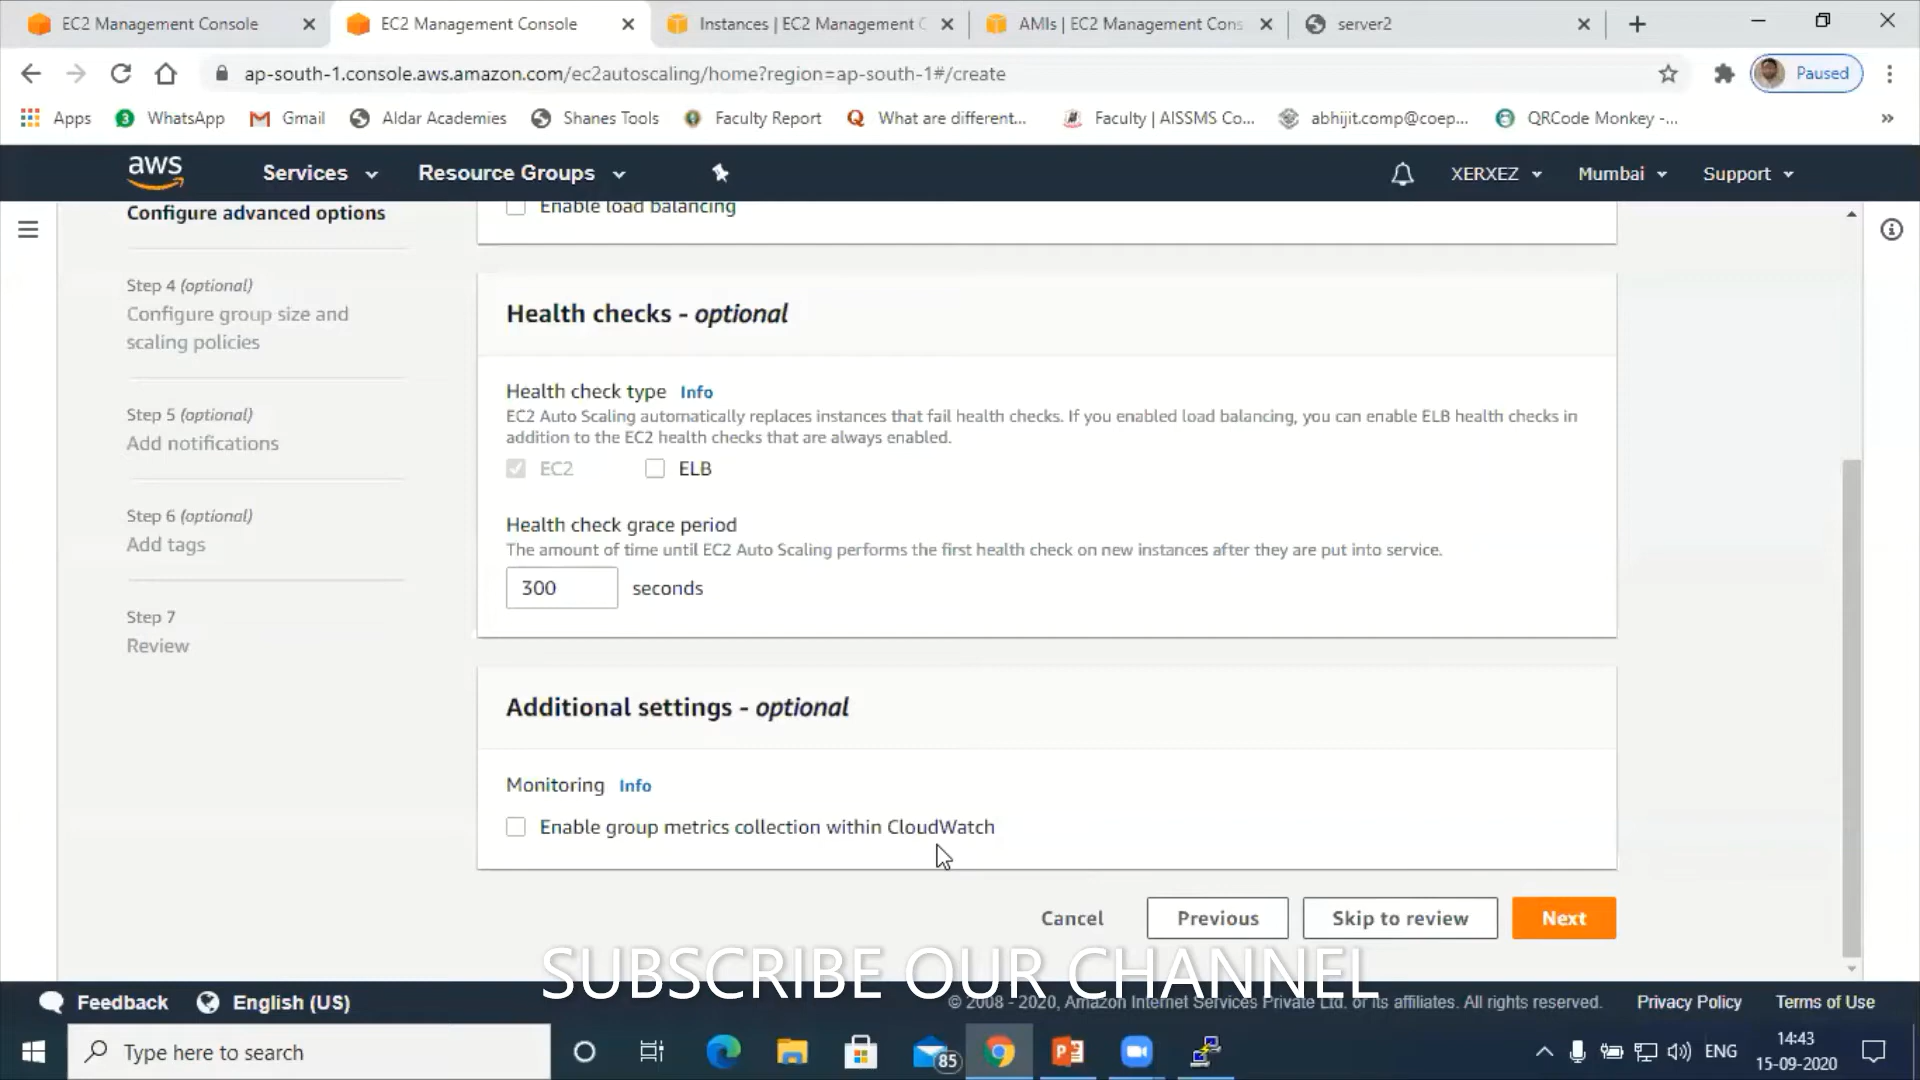 EC2 Management Console
EC2 Management Console
Instances | EC2 Management C
AMIs | EC2 Management Cons
server2
ap-south-1.console.aws.amazon.com/ec2autoscaling/home?region=ap-south-1#/create
Paused
Apps
3
WhatsApp
Gmail
Aldar Academies
Shanes Tools
Faculty Report
What are different...
Faculty | AISSMS Co...
abhijit.comp@coep...
QRCode Monkey -...
aws
Services
Resource Groups
XERXEZ
Mumbai
Support
Configure advanced options
Step 4 (optional)
Configure group size and
scaling policies
Step 5 (optional)
Add notifications
Step 6 (optional)
Add tags
Step 7
Review
Enable load balancing
Health checks - optional
Health check type Info
EC2 Auto Scaling automatically replaces instances that fail health checks. If you enabled load balancing, you can enable ELB health checks in
addition to the EC2 health checks that are always enabled.
EC2 ELB
Health check grace period
The amount of time until EC2 Auto Scaling performs the first health check on new instances after they are put into service.
300 seconds
Additional settings - optional
Monitoring Info
Enable group metrics collection within CloudWatch
Cancel
Previous
Skip to review
Next
SUBSCRIBE OUR CHANNEL
Feedback
English (US)
© 2008 - 2020, Amazon Internet Services Private Ltd. or its affiliates. All rights reserved.
Privacy Policy
Terms of Use
Type here to search
85
ENG
14:43
15-09-2020